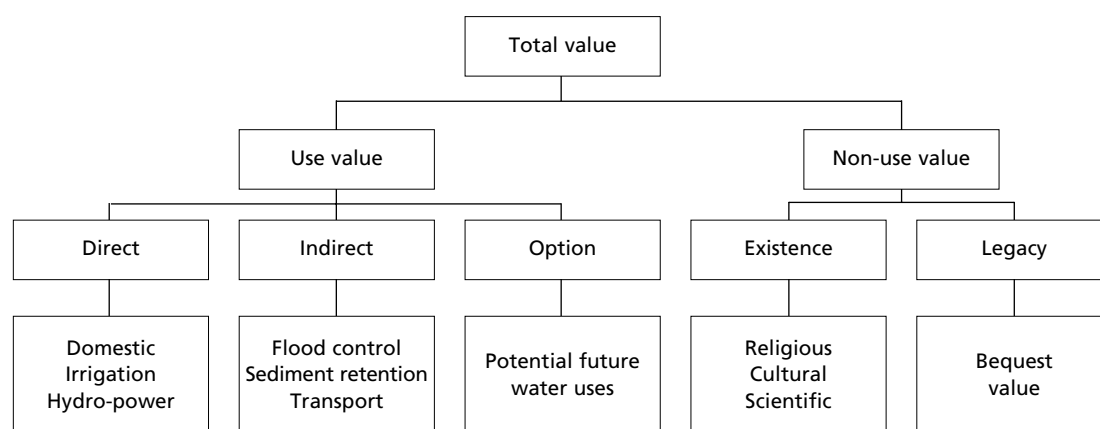 Total value
Use value
Non-use value
Direct
Indirect
Option
Existence
Legacy
Domestic
Irrigation
Hydro-power
Flood control
Sediment retention
Transport
Potential future
water uses
Religious
Cultural
Scientific
Bequest
value